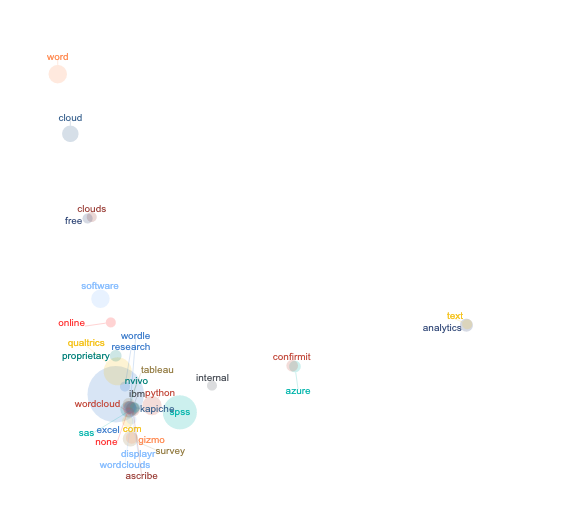 word
cloud
clouds
free
software
online
wordle
qualtrics
research
proprietary
tableau
nvivo
internal
ibm
python
wordcloud
kapiche
spss
sas
excel
com
none
gizmo
survey
displayr
wordclouds
ascribe
confirmit
azure
text
analytics